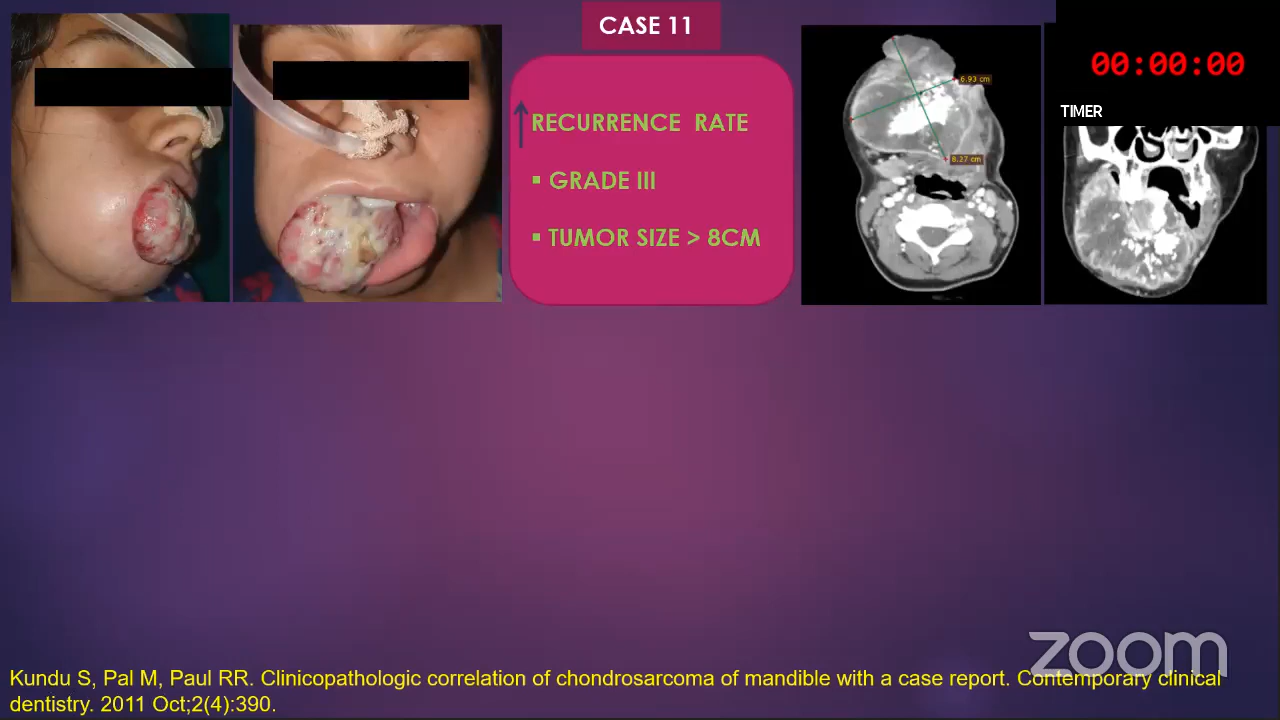 CASE 11
RECURRENCE RATE
▪ GRADE III
▪ TUMOR SIZE > 8CM
6.93 cm
8.27 cm
00:00:00
TIMER
zoom
Kundu S, Pal M, Paul RR. Clinicopathologic correlation of chondrosarcoma of mandible with a case report. Contemporary clinical
dentistry. 2011 Oct;2(4):390.